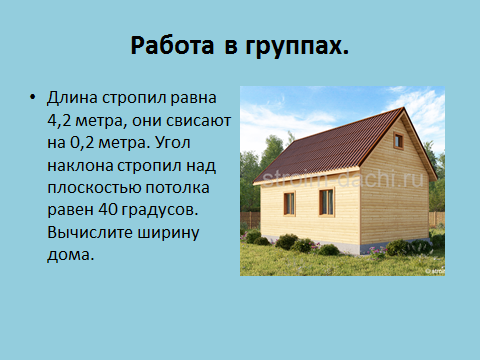 Работа в группах.
• Длина стропил равна
4,2 метра, они свисают
на 0,2 метра. Угол
наклона стропил над
плоскостью потолка
равен 40 градусов.
Вычислите ширину
дома.